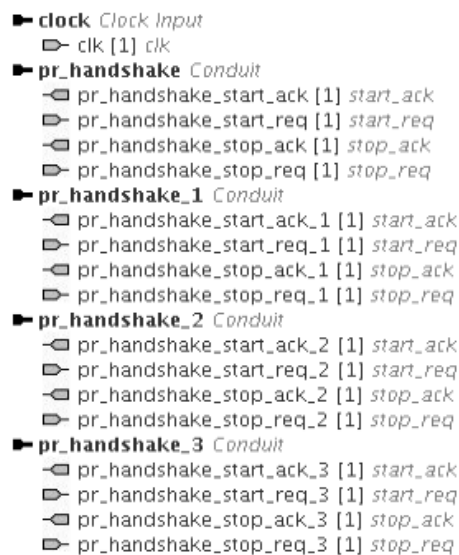 clock Clock Input
clk [1] clk
pr_handshake Conduit
pr_handshake_start_ack [1] start_ack
pr_handshake_start_req [1] start_req
pr_handshake_stop_ack [1] stop_ack
pr_handshake_stop_req [1] stop_req
pr_handshake_1 Conduit
pr_handshake_start_ack_1 [1] start_ack
pr_handshake_start_req_1 [1] start_req
pr_handshake_stop_ack_1 [1] stop_ack
pr_handshake_stop_req_1 [1] stop_req
pr_handshake_2 Conduit
pr_handshake_start_ack_2 [1] start_ack
pr_handshake_start_req_2 [1] start_req
pr_handshake_stop_ack_2 [1] stop_ack
pr_handshake_stop_req_2 [1] stop_req
pr_handshake_3 Conduit
pr_handshake_start_ack_3 [1] start_ack
pr_handshake_start_req_3 [1] start_req
pr_handshake_stop_ack_3 [1] stop_ack
pr_handshake_stop_req_3 [1] stop_req